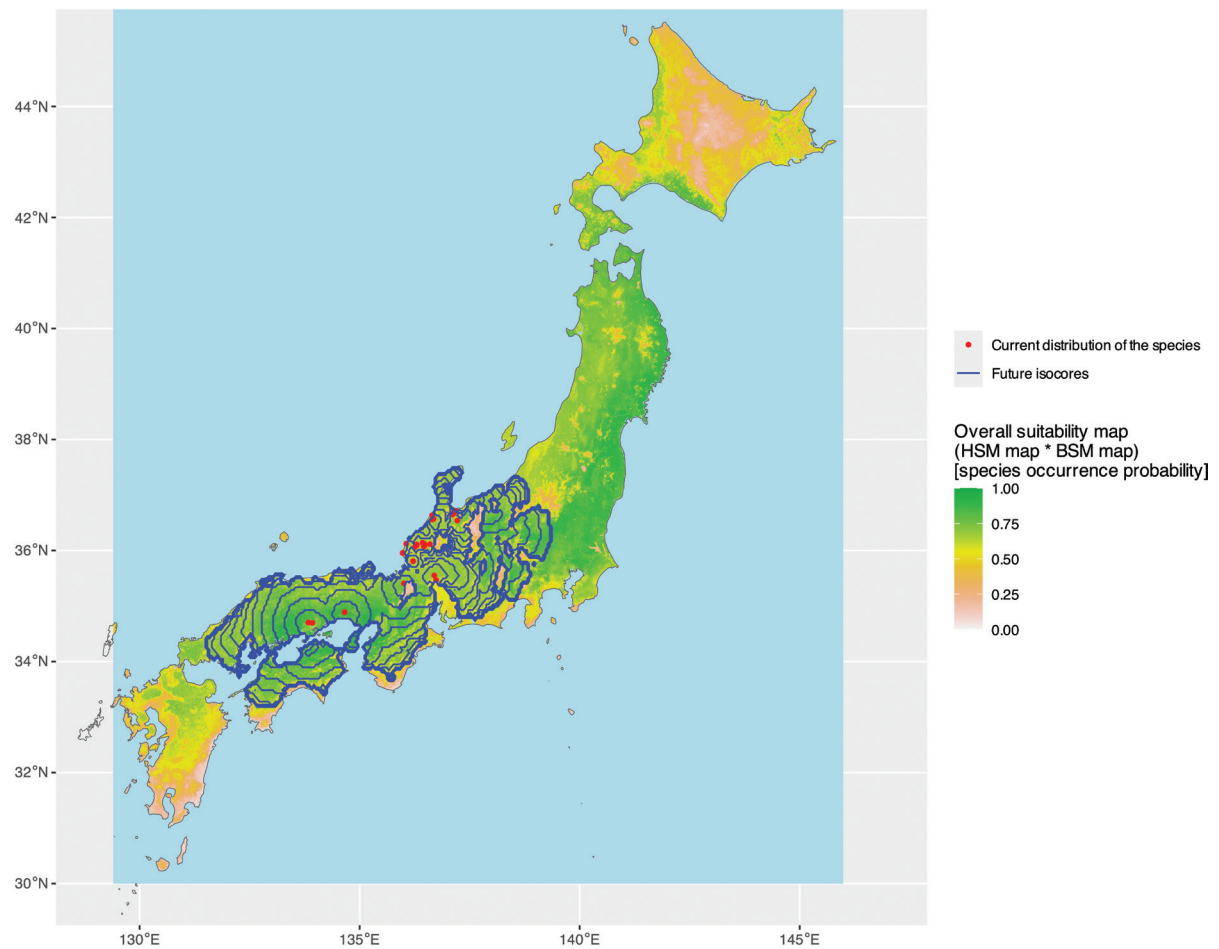 44°N
42°N
40°N
38°N
36°N
34°N
32°N
30°N
130°E
135°E
140°E
145°E
Current distribution of the species
Future isocores
Overall suitability map
(HSM map * BSM map)
[species occurrence probability]
1.00
0.75
0.50
0.25
0.00